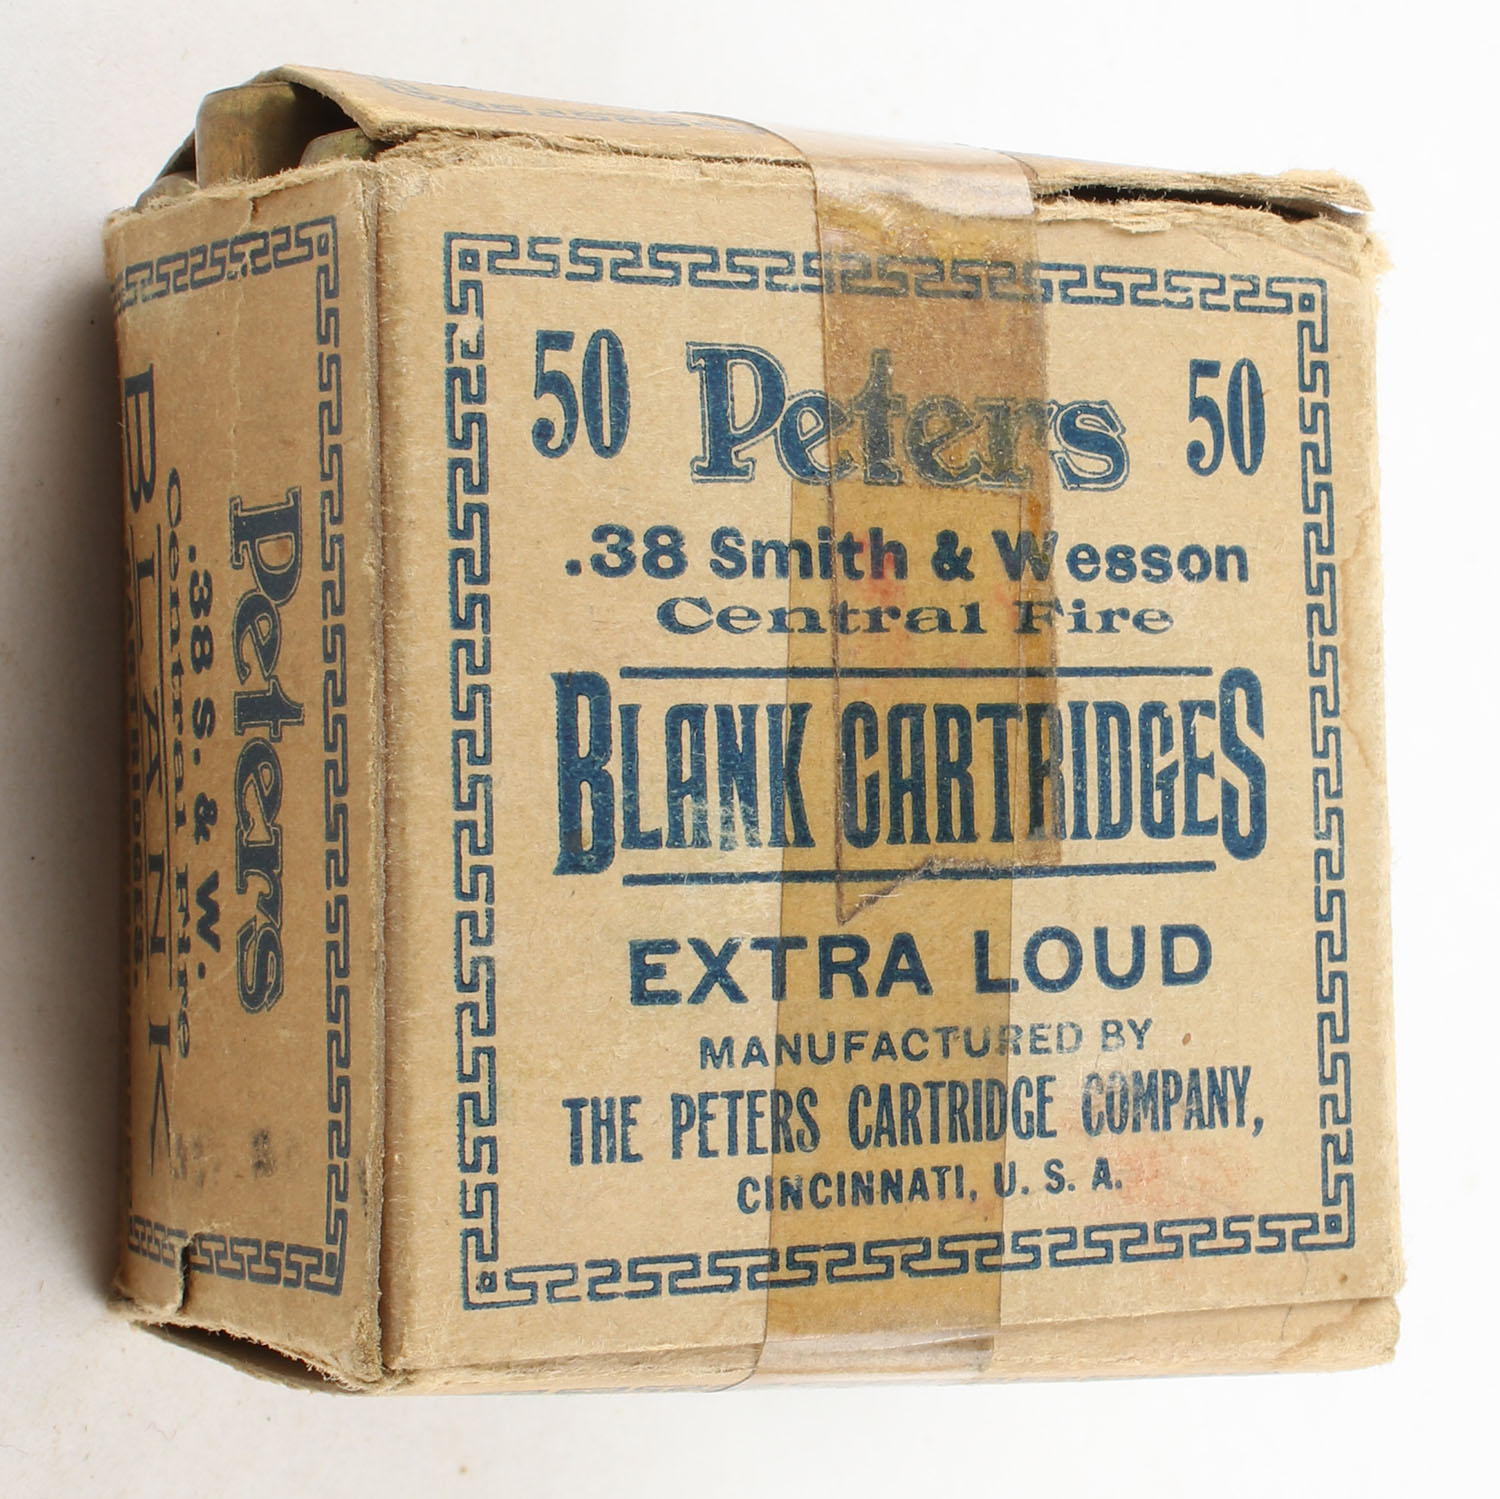 50 Peters 50
.38 Smith & Wesson
Central Fire
BLANK CARTRIDGES
EXTRA LOUD
MANUFACTURED BY
THE PETERS CARTRIDGE COMPANY,
CINCINNATI, U. S. A.
Peters
.38 S. & W.
Central Fire
BLANK